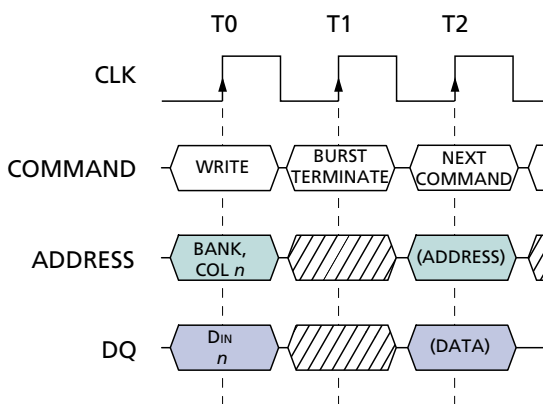 T0 T1 T2
CLK
COMMAND WRITE BURST TERMINATE NEXT COMMAND
ADDRESS BANK, COL n (ADDRESS)
DQ DIN n (DATA)